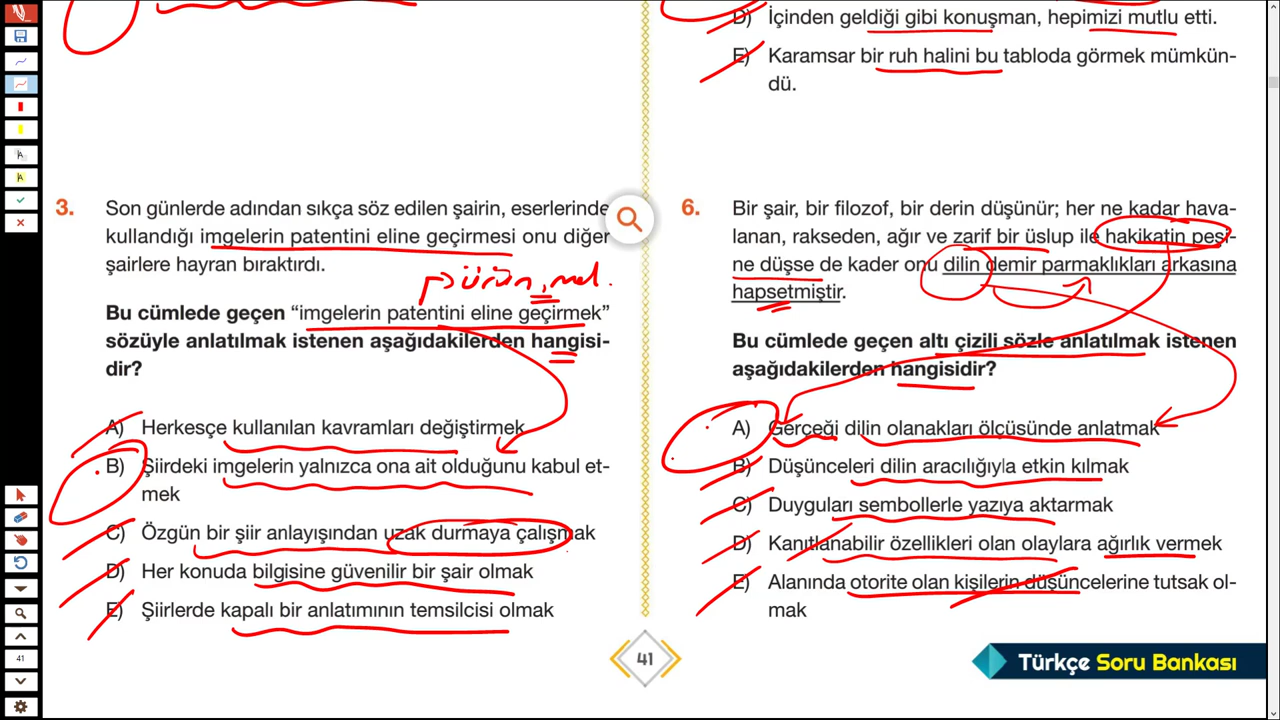 3. Son günlerde adından sıkça söz edilen şairin, eserlerinde
kullandığı imgelerin patentini eline geçirmesi onu diğer
şairlere hayran bıraktırdı.
Bu cümlede geçen “imgelerin patentini eline geçirmek”
sözüyle anlatılmak istenen aşağıdakilerden hangisi-
dir?
A) Herkesçe kullanılan kavramları değiştirmek
B) Şiirdeki imgelerin yalnızca ona ait olduğunu kabul et-
mek
C) Özgün bir şiir anlayışından uzak durmaya çalışmak
D) Her konuda bilgisine güvenilir bir şair olmak
E) Şiirlerde kapalı bir anlatımının temsilcisi olmak
D) İçinden geldiği gibi konuşman, hepimizi mutlu etti.
E) Karamsar bir ruh halini bu tabloda görmek mümkün-
dü.
6. Bir şair, bir filozof, bir derin düşünür; her ne kadar hava-
lanan, rakseden, ağır ve zarif bir üslup ile hakikatin peşi-
ne düşse de kader onu dilin demir parmaklıkları arkasına
hapsetmiştir.
Bu cümlede geçen altı çizili sözle anlatılmak istenen
aşağıdakilerden hangisidir?
A) Gerçeği dilin olanakları ölçüsünde anlatmak
B) Düşünceleri dilin aracılığıyla etkin kılmak
C) Duyguları sembollerle yazıya aktarmak
D) Kanıtlanabilir özellikleri olan olaylara ağırlık vermek
E) Alanında otorite olan kişilerin düşüncelerine tutsak ol-
mak
41
Türkçe Soru Bankası
41